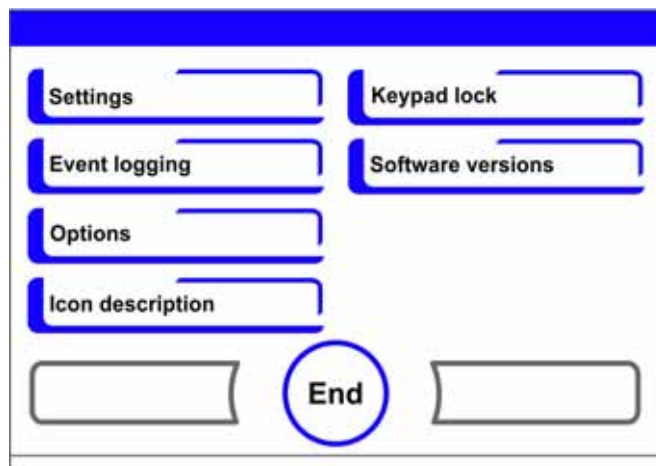 Settings
Keypad lock
Event logging
Software versions
Options
Icon description
End